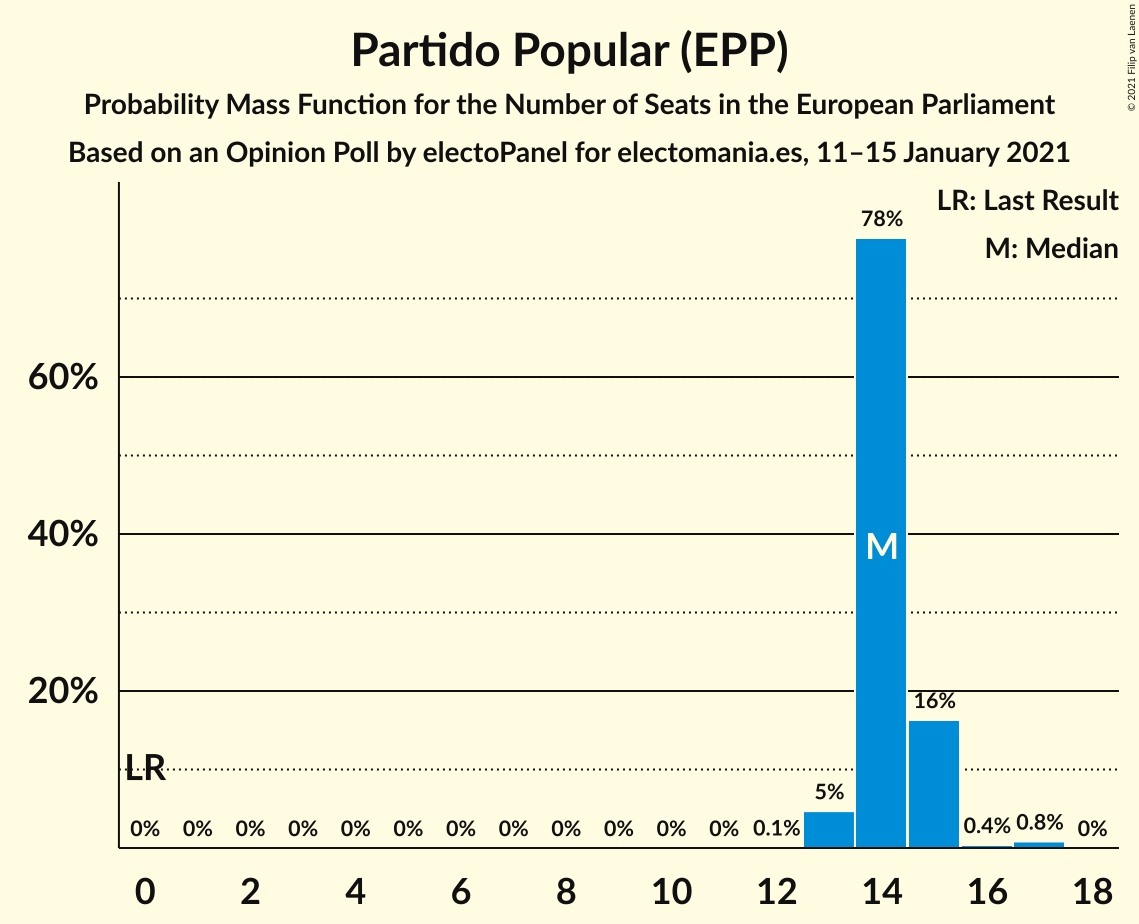 Partido Popular (EPP)
Probability Mass Function for the Number of Seats in the European Parliament
Based on an Opinion Poll by electoPanel for electomania.es, 11–15 January 2021
© 2021 Filip van Laenen
LR: Last Result
M: Median
78%
60%
40%
M
20%
16%
LR
5%
0% 0% 0% 0% 0% 0% 0% 0% 0% 0% 0% 0% 0.1% 0.4% 0.8% 0%
0 2 4 6 8 10 12 14 16 18